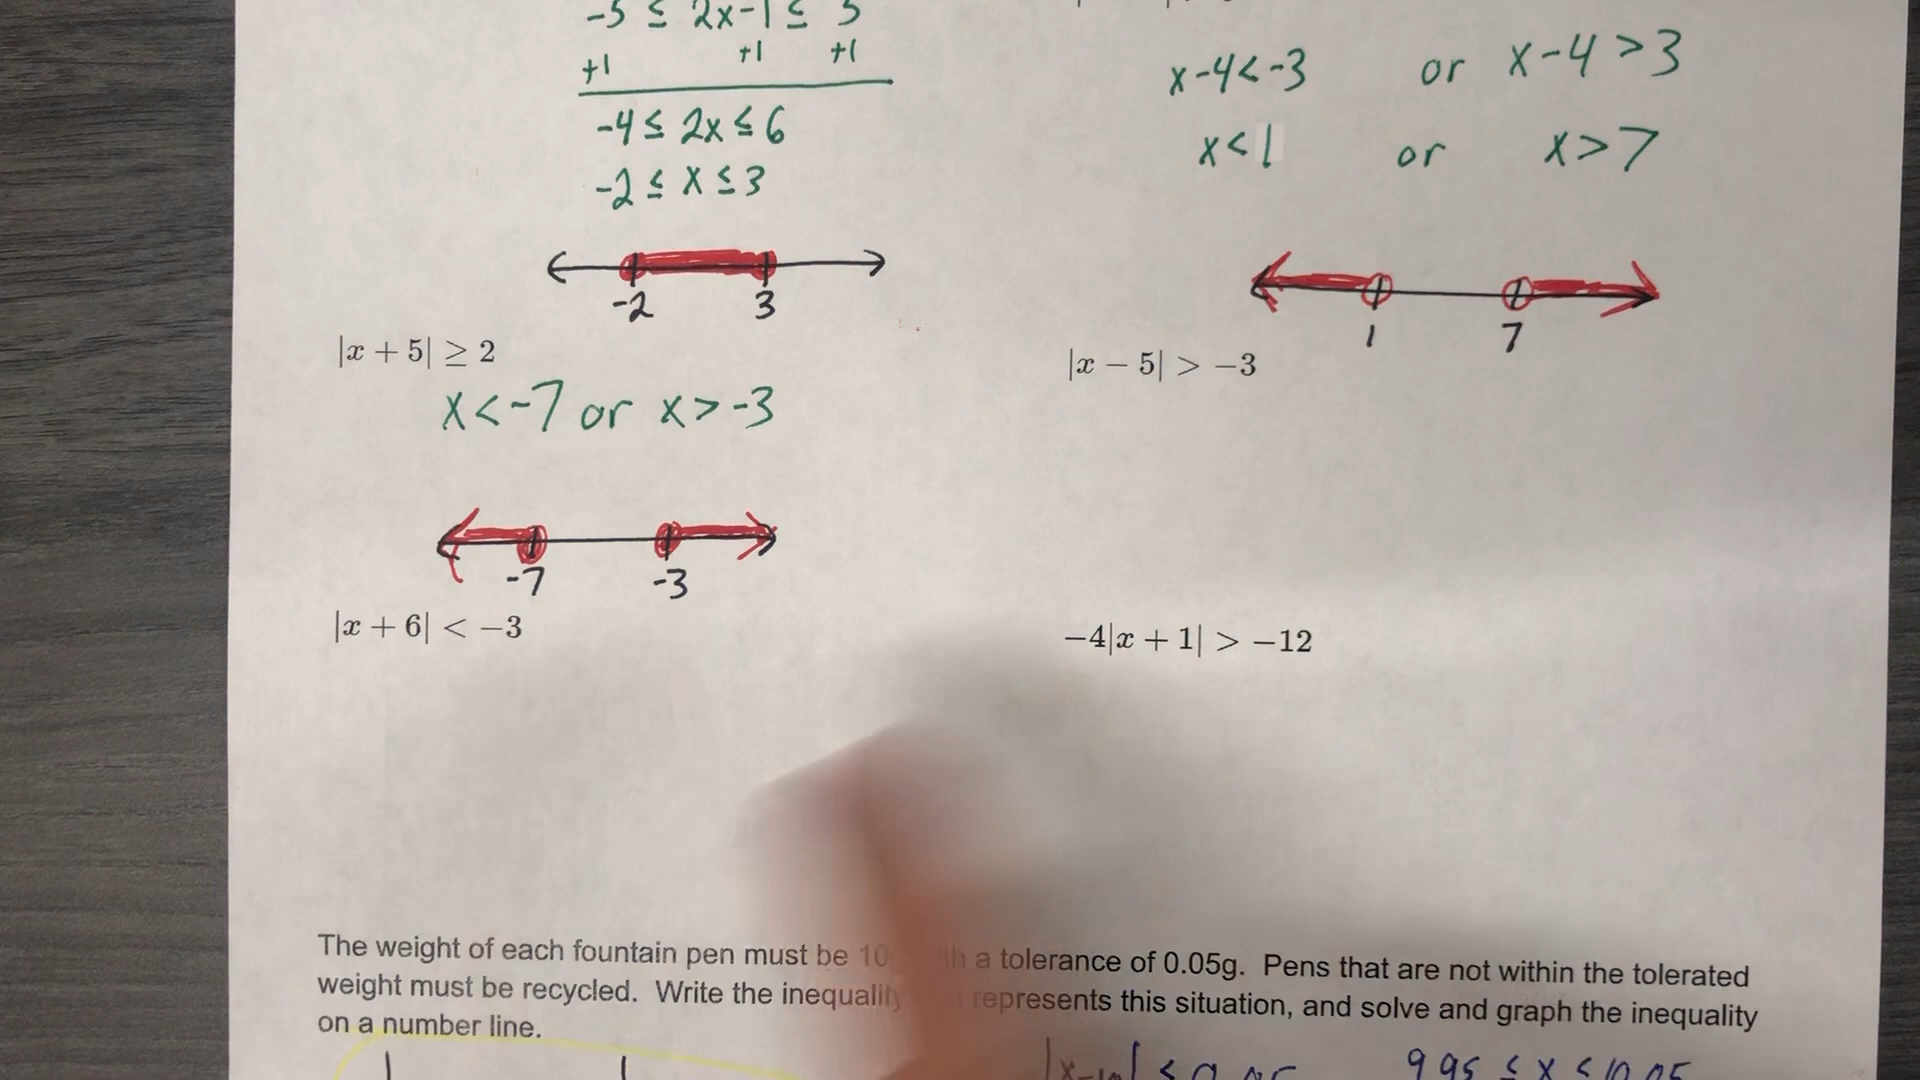 -5 ≤ 2x-1 ≤ 5
+1 +1 +1
-4 ≤ 2x ≤ 6
-2 ≤ x ≤ 3
-2 3
x-4<-3 or x-4>3
x<1 or x>7
1 7
|x + 5| ≥ 2
x<-7 or x>-3
-7 -3
|x − 5| > −3
|x + 6| < −3
−4|x + 1| > −12
The weight of each fountain pen must be 10 a tolerance of 0.05g. Pens that are not within the tolerated
weight must be recycled. Write the inequality represents this situation, and solve and graph the inequality
on a number line.
9.95 ≤ x ≤ 10.05